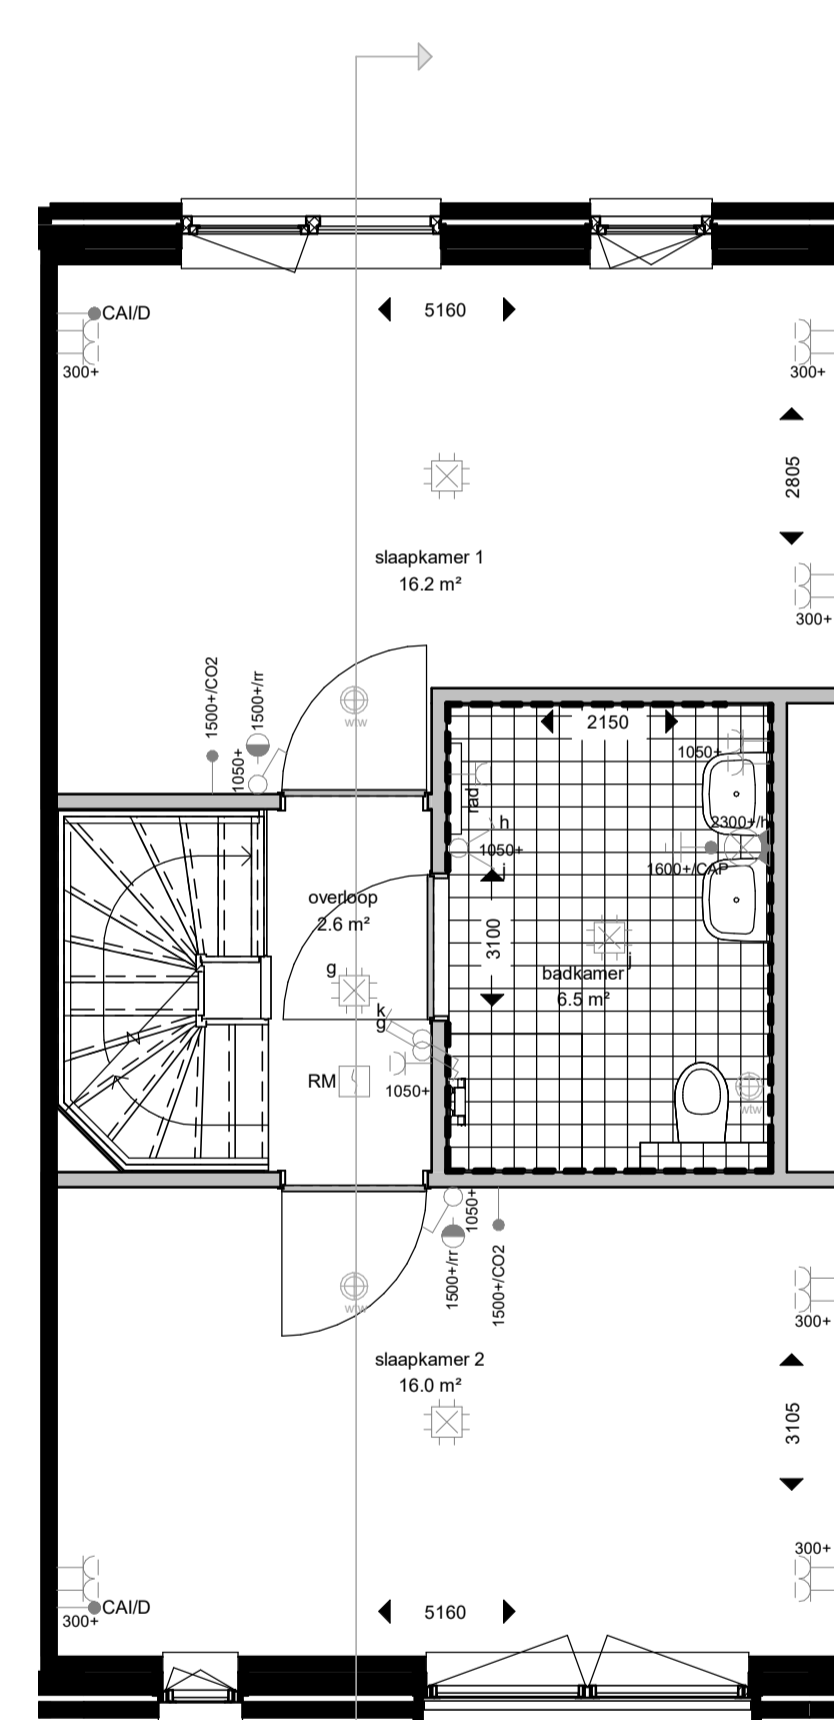 CAI/D
300+
5160
300+
2805
slaapkamer 1
16.2 m²
300+
1500+/CO2
1500+/rr
1050+
wtw
2150
1050+
rad
h
1050+
j
2300+/h
1600+/CAP
overloop
2.6 m²
3100
g
badkamer
j
6.5 m²
k
g
RM
1050+
wtw
1050+
1500+/rr
1500+/CO2
wtw
300+
slaapkamer 2
16.0 m²
3105
300+
CAI/D
300+
5160